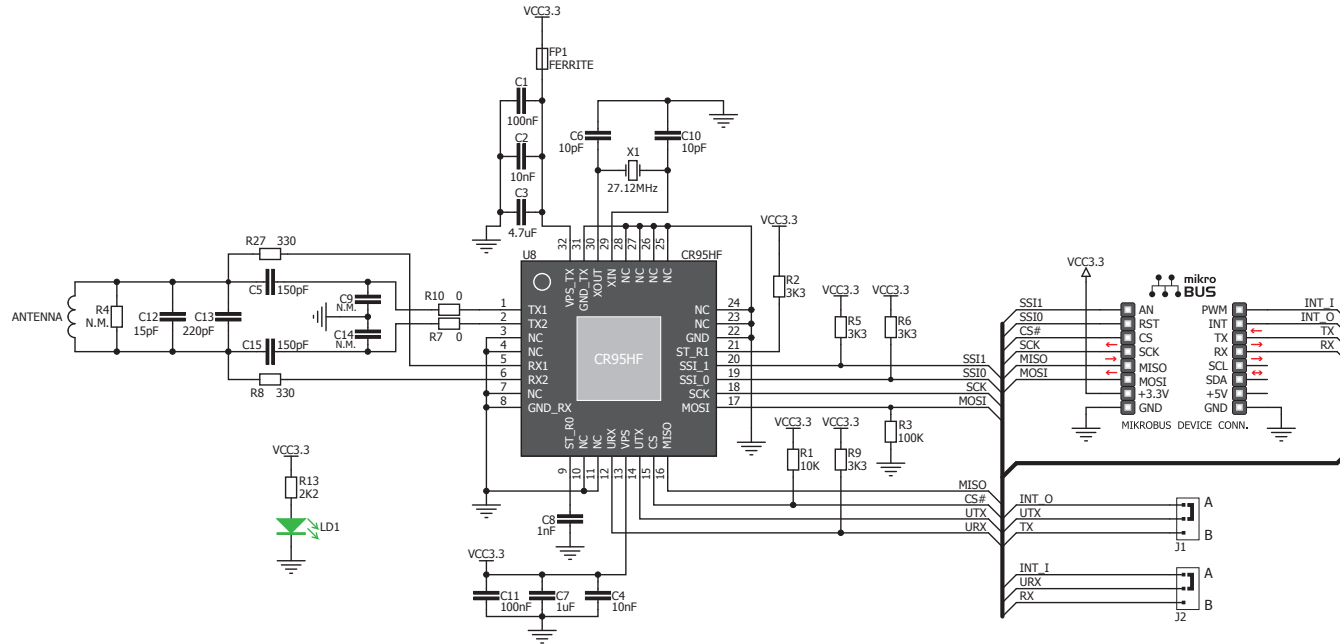 VCC3.3
FP1
FERRITE
C1
100nF
C2
10nF
C3
4.7uF
C6
10pF
C10
10pF
X1
27.12MHz
R27 330
C5 150pF
R4
N.M.
ANTENNA
C12
15pF
C13
220pF
C15 150pF
R8 330
C9
N.M.
C14
N.M.
R10 0
R7 0
U8
CR95HF
32 31 30 29 28 27 26 25
VPS_TX
GND_TX
XOUT
XIN
NC
NC
NC
NC
1 TX1
2 TX2
3 NC
4 NC
5 RX1
6 RX2
7 NC
8 GND_RX
CR95HF
NC 24
NC 23
GND 22
ST_R1 21
SSI_1 20
SSI_0 19
SCK 18
MOSI 17
ST_R0
NC
NC
URX
VPS
UTX
CS
MISO
9 10 11 12 13 14 15 16
VCC3.3
R2
3K3
VCC3.3
R5
3K3
VCC3.3
R6
3K3
SSI1
SSI0
SCK
MOSI
R3
100K
VCC3.3
R1
10K
VCC3.3
R9
3K3
MISO
CS#
UTX
URX
VCC3.3
R13
2K2
LD1
C8
1nF
VCC3.3
C11
100nF
C7
1uF
C4
10nF
VCC3.3
mikro
BUS
SSI1
SSI0
CS#
SCK
MISO
MOSI
AN
RST
CS
SCK
MISO
MOSI
+3.3V
GND
PWM
INT
TX
RX
SCL
SDA
+5V
GND
INT_I
INT_O
TX
RX
MIKROBUS DEVICE CONN.
INT_O
UTX
TX
A
B
J1
INT_I
URX
RX
A
B
J2